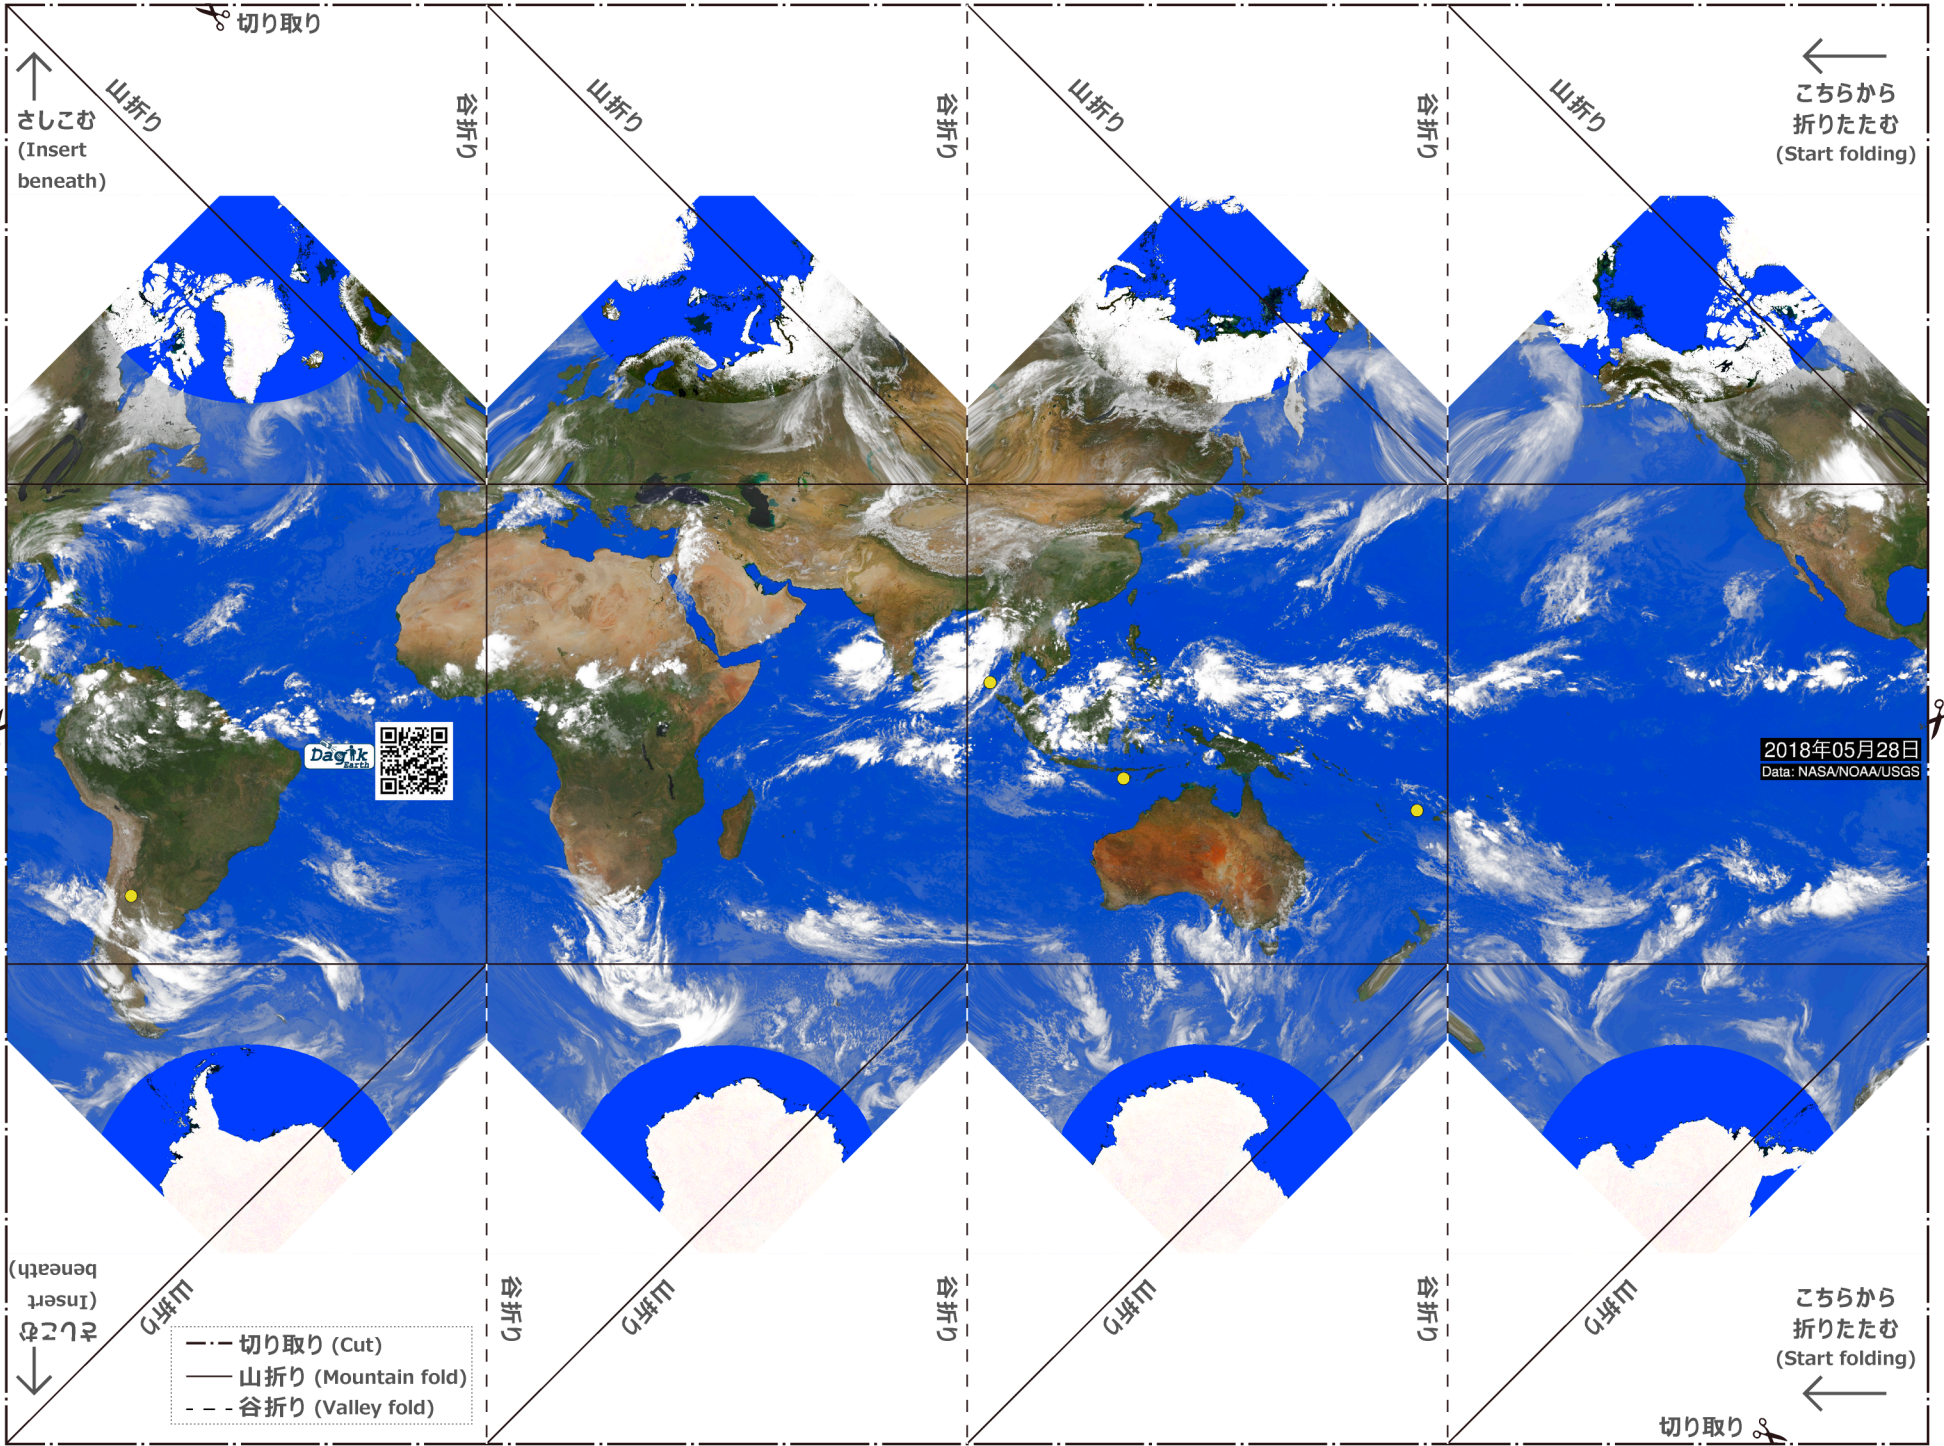 切り取り
山折り
谷折り
山折り
谷折り
山折り
谷折り
山折り
さしこむ
(Insert
beneath)
こちらから
折りたたむ
(Start folding)
Dagik
Earth
2018年05月28日
Data: NASA/NOAA/USGS
さしこむ
(Insert
beneath)
山折り
谷折り
山折り
谷折り
山折り
谷折り
山折り
切り取り (Cut)
山折り (Mountain fold)
谷折り (Valley fold)
こちらから
折りたたむ
(Start folding)
切り取り